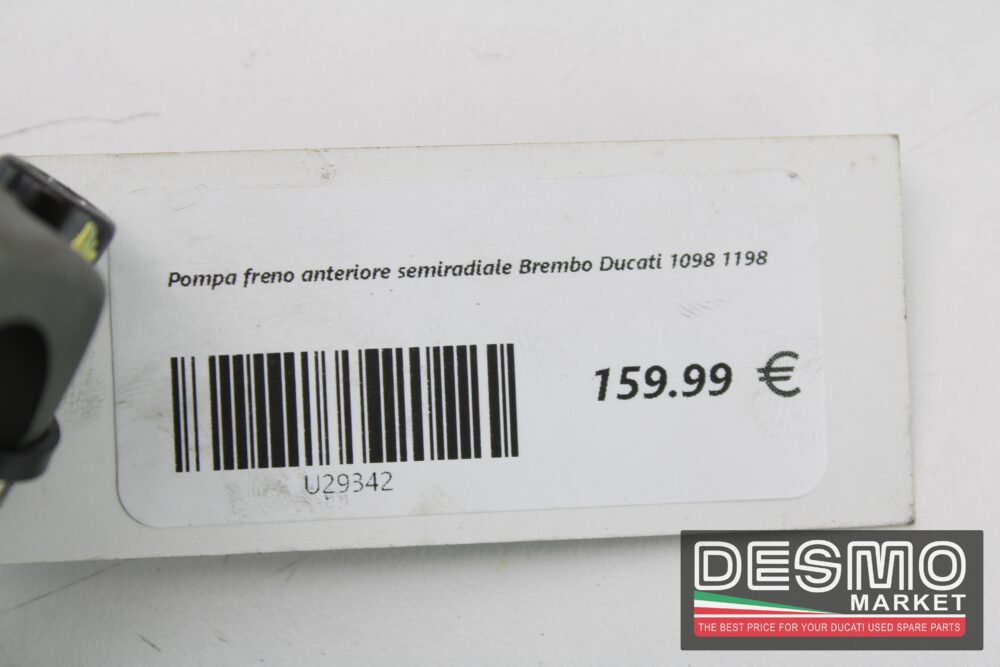 Pompa freno anteriore semiradiale Brembo Ducati 1098 1198
159.99 €
U29342
DESMO
MARKET
THE BEST PRICE FOR YOUR DUCATI USED SPARE PARTS